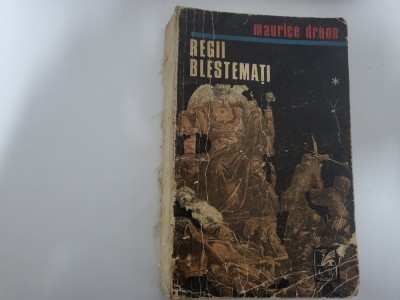 maurice druon
REGII
BLESTEMAȚI
*